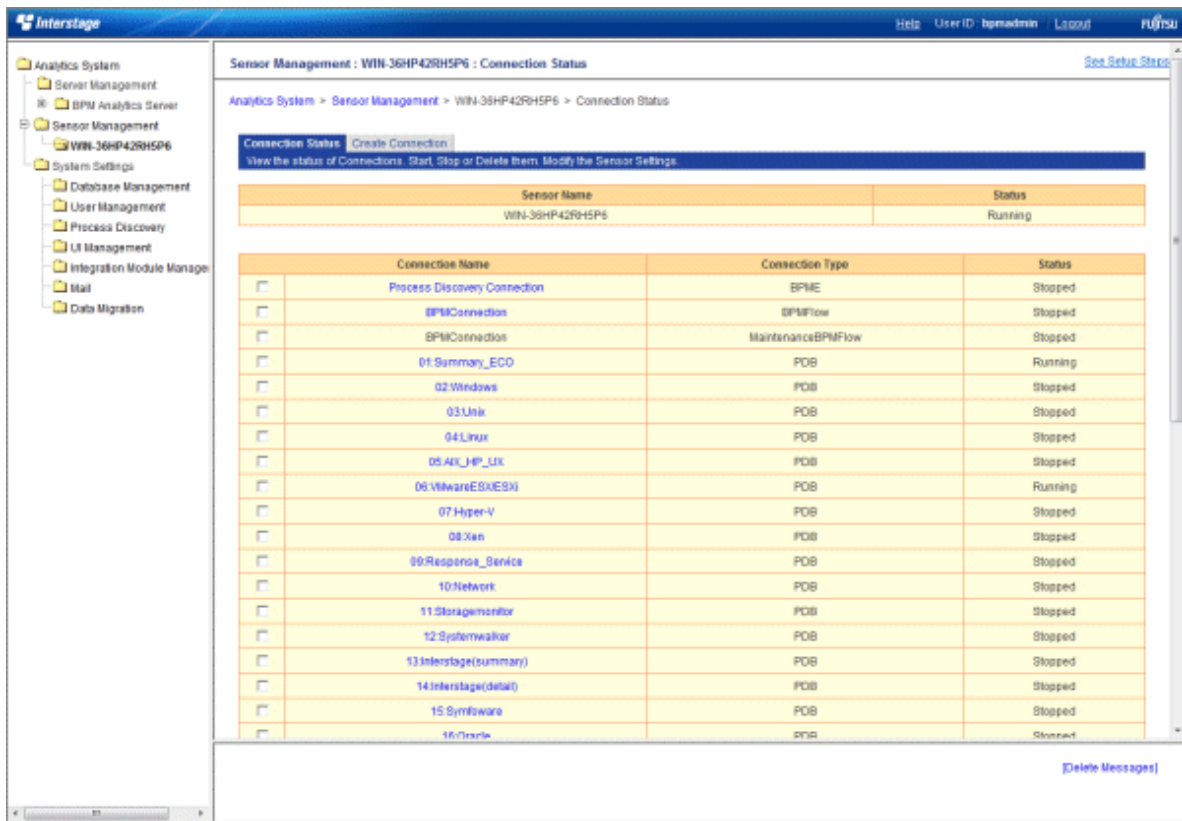 Interstage
Help User ID : bpmadmin Logout FUJITSU
Analytics System
Server Management
BPM Analytics Server
Sensor Management
WIN-36HP42RH5P6
System Settings
Database Management
User Management
Process Discovery
UI Management
Integration Module Manage
Mail
Data Migration
Sensor Management : WIN-36HP42RH5P6 : Connection Status
See Setup Steps
Analytics System > Sensor Management > WIN-36HP42RH5P6 > Connection Status
Connection Status Create Connection
View the status of Connections. Start, Stop or Delete them. Modify the Sensor Settings.
Sensor Name Status
WIN-36HP42RH5P6 Running
Connection Name Connection Type Status
Process Discovery Connection BPME Stopped
BPMConnection BPMFlow Stopped
BPMConnection MaintenanceBPMFlow Stopped
01:Summary_ECO PDB Running
02:Windows PDB Stopped
03:Unix PDB Stopped
04:Linux PDB Stopped
05:AIX_HP_UX PDB Stopped
06:VMwareESX/ESXi PDB Running
07:Hyper-V PDB Stopped
08:Xen PDB Stopped
09:Response_Service PDB Stopped
10:Network PDB Stopped
11:Storagemonitor PDB Stopped
12:Systemwalker PDB Stopped
13:Interstage(summary) PDB Stopped
14:Interstage(detail) PDB Stopped
15:Symfoware PDB Stopped
16:Oracle PDB Stopped
[Delete Messages]